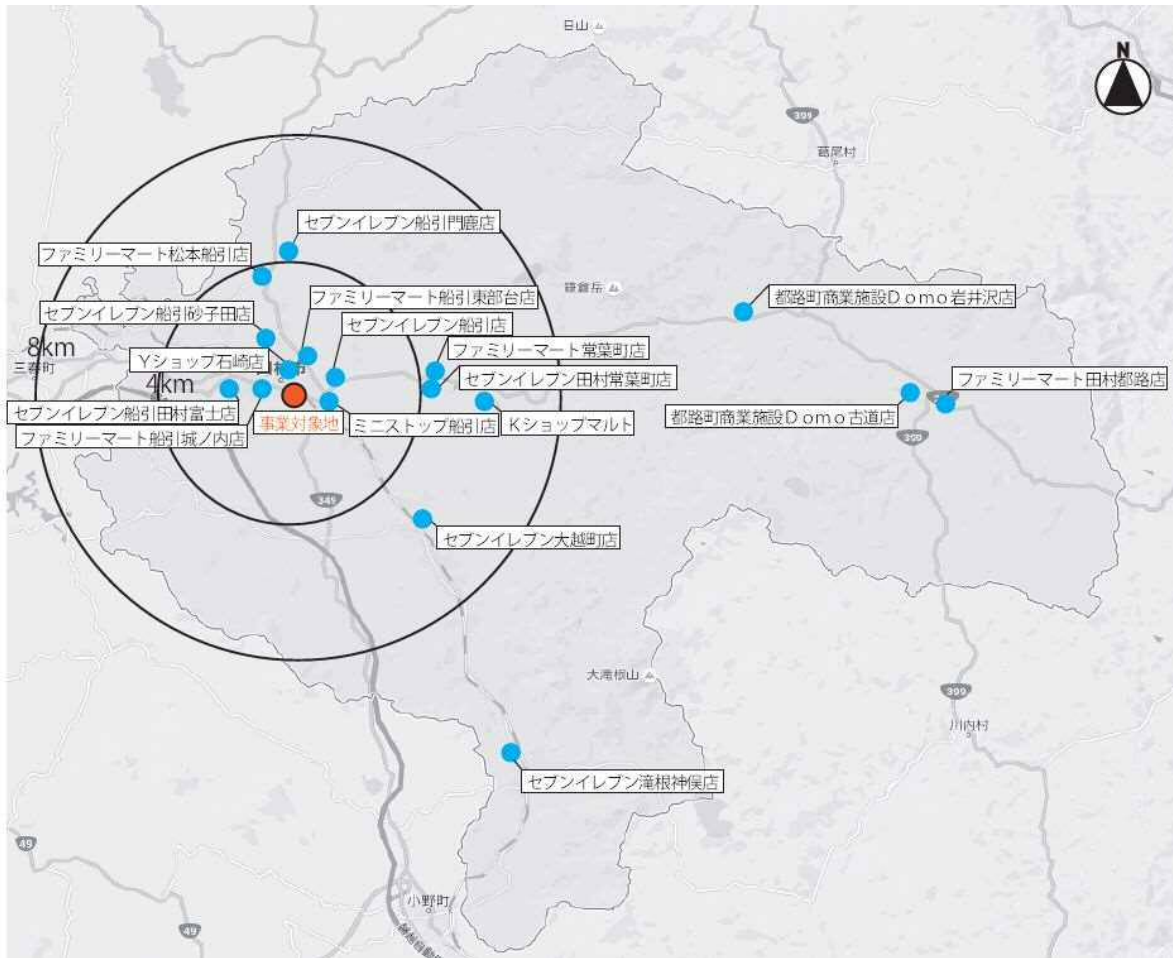 日山
N
399
葛尾村
セブンイレブン船引門鹿店
ファミリーマート松本船引店
鎌倉岳
ファミリーマート船引東部台店
都路町商業施設Ｄｏｍｏ岩井沢店
セブンイレブン船引砂子田店
セブンイレブン船引店
8km
三春町
Ｙショップ石崎店
ファミリーマート常葉町店
4km
セブンイレブン田村常葉町店
ファミリーマート田村都路店
セブンイレブン船引田村富士店
事業対象地
ミニストップ船引店
Ｋショップマルト
都路町商業施設Ｄｏｍｏ古道店
ファミリーマート船引城ノ内店
399
349
セブンイレブン大越町店
大滝根山
399
川内村
セブンイレブン滝根神俣店
49
小野町
49